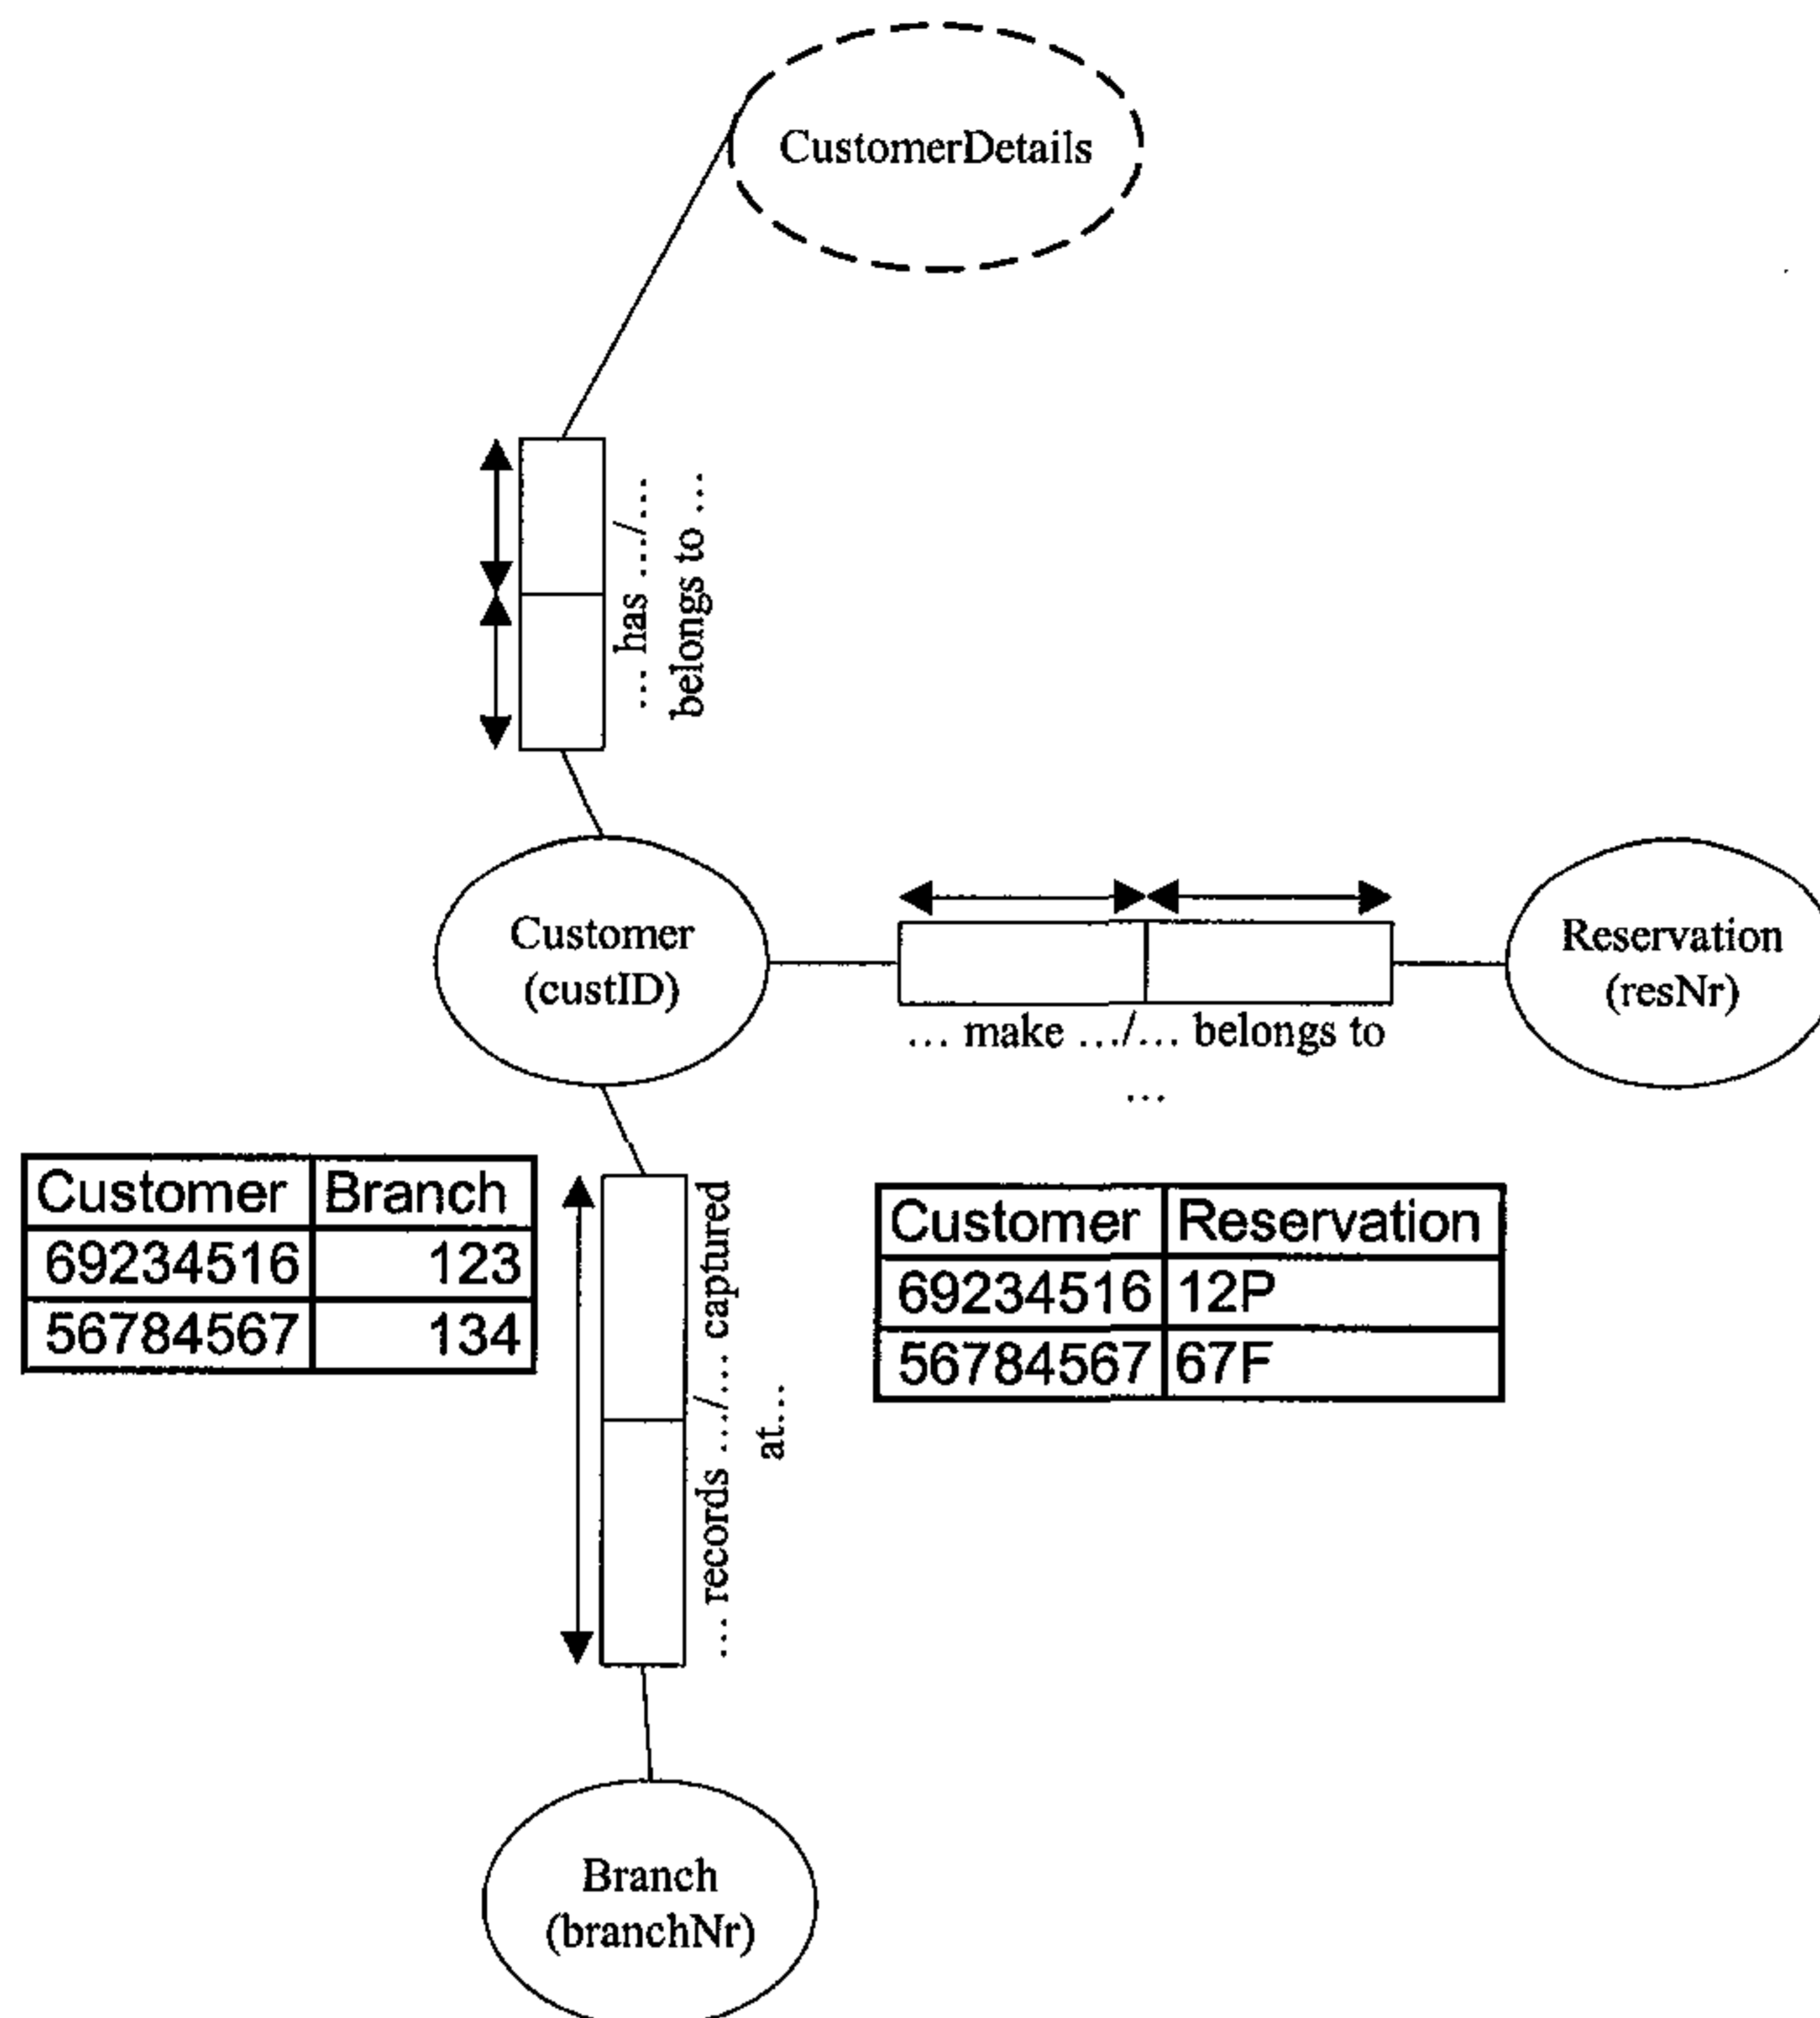 CustomerDetails
... has .../...
belongs to ...
Customer
(custID)
... make .../... belongs to
...
Reservation
(resNr)
Customer Branch
69234516 123
56784567 134
... records .../... captured
at...
Customer Reservation
69234516 12P
56784567 67F
Branch
(branchNr)